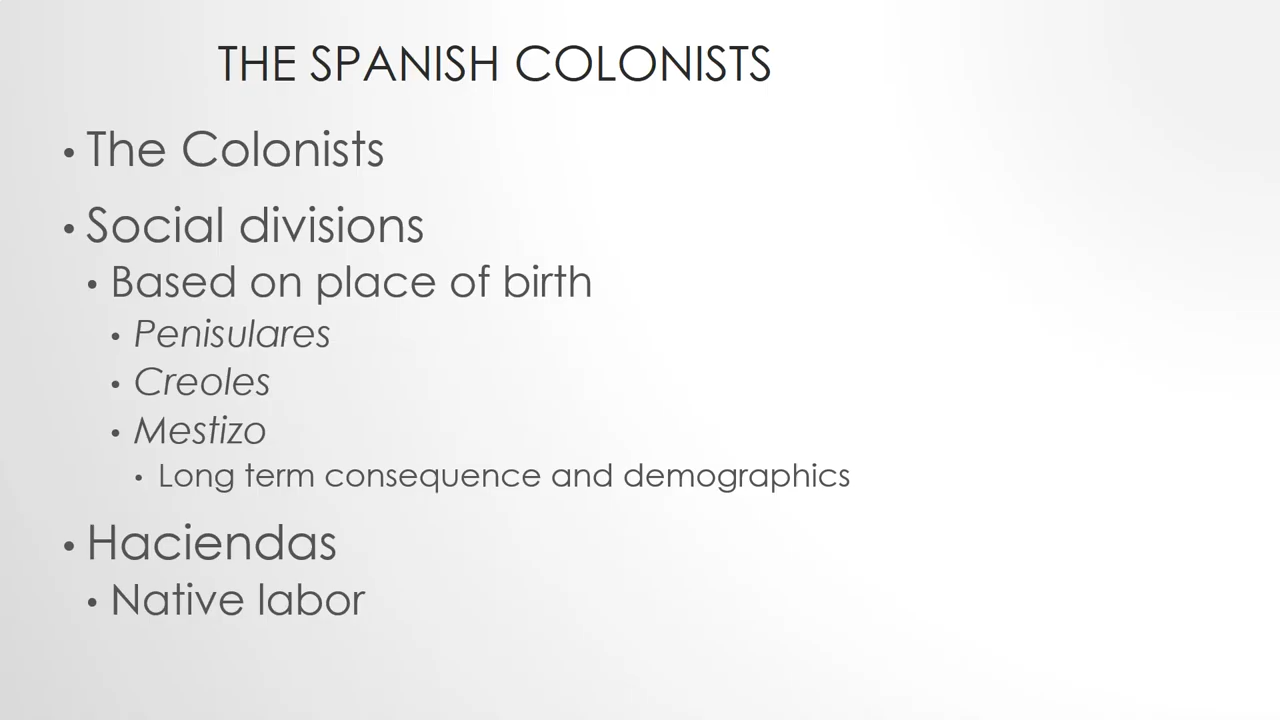 THE SPANISH COLONISTS
• The Colonists
• Social divisions
• Based on place of birth
• Penisulares
• Creoles
• Mestizo
• Long term consequence and demographics
• Haciendas
• Native labor